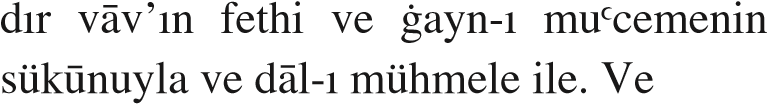 dır vāv’ın fethi ve ġayn-ı muᶜcemenin
sükūnuyla ve dāl-ı mühmele ile. Ve